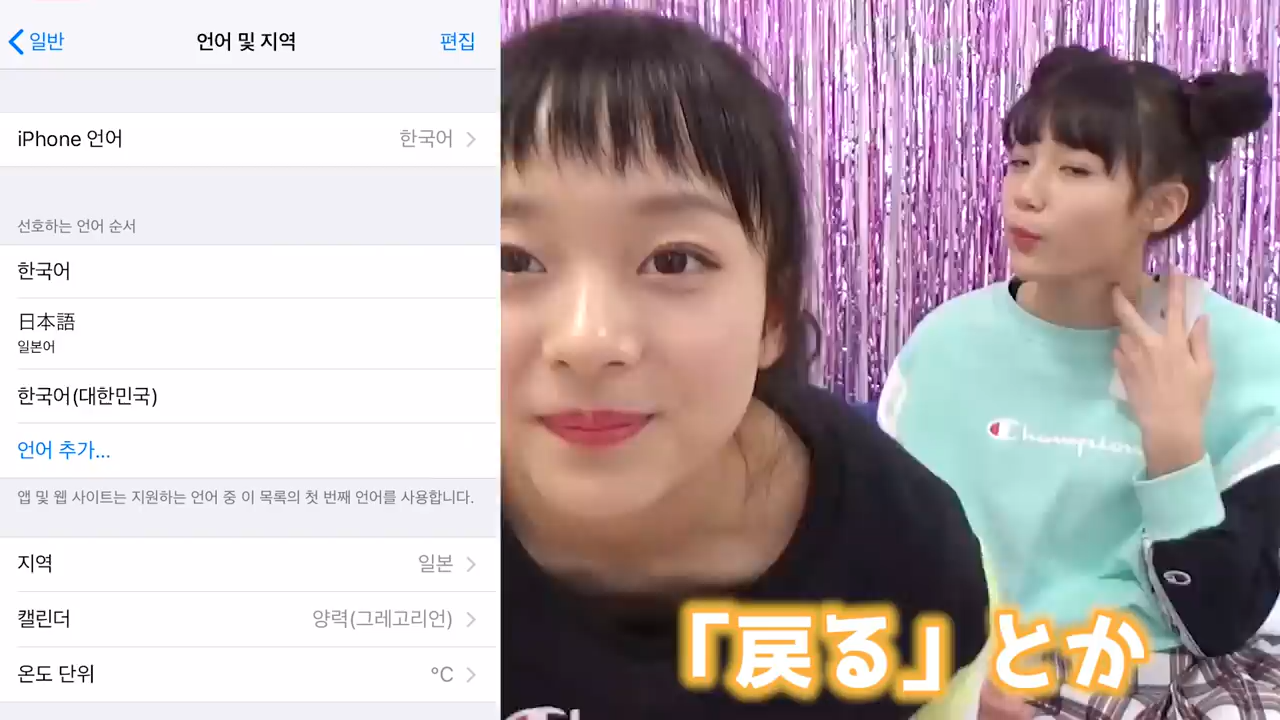 일반
언어 및 지역
편집
iPhone 언어
한국어
선호하는 언어 순서
한국어
日本語
일본어
한국어(대한민국)
언어 추가...
앱 및 웹 사이트는 지원하는 언어 중 이 목록의 첫 번째 언어를 사용합니다.
지역
일본
캘린더
양력(그레고리언)
온도 단위
°C
Champion
「戻る」とか